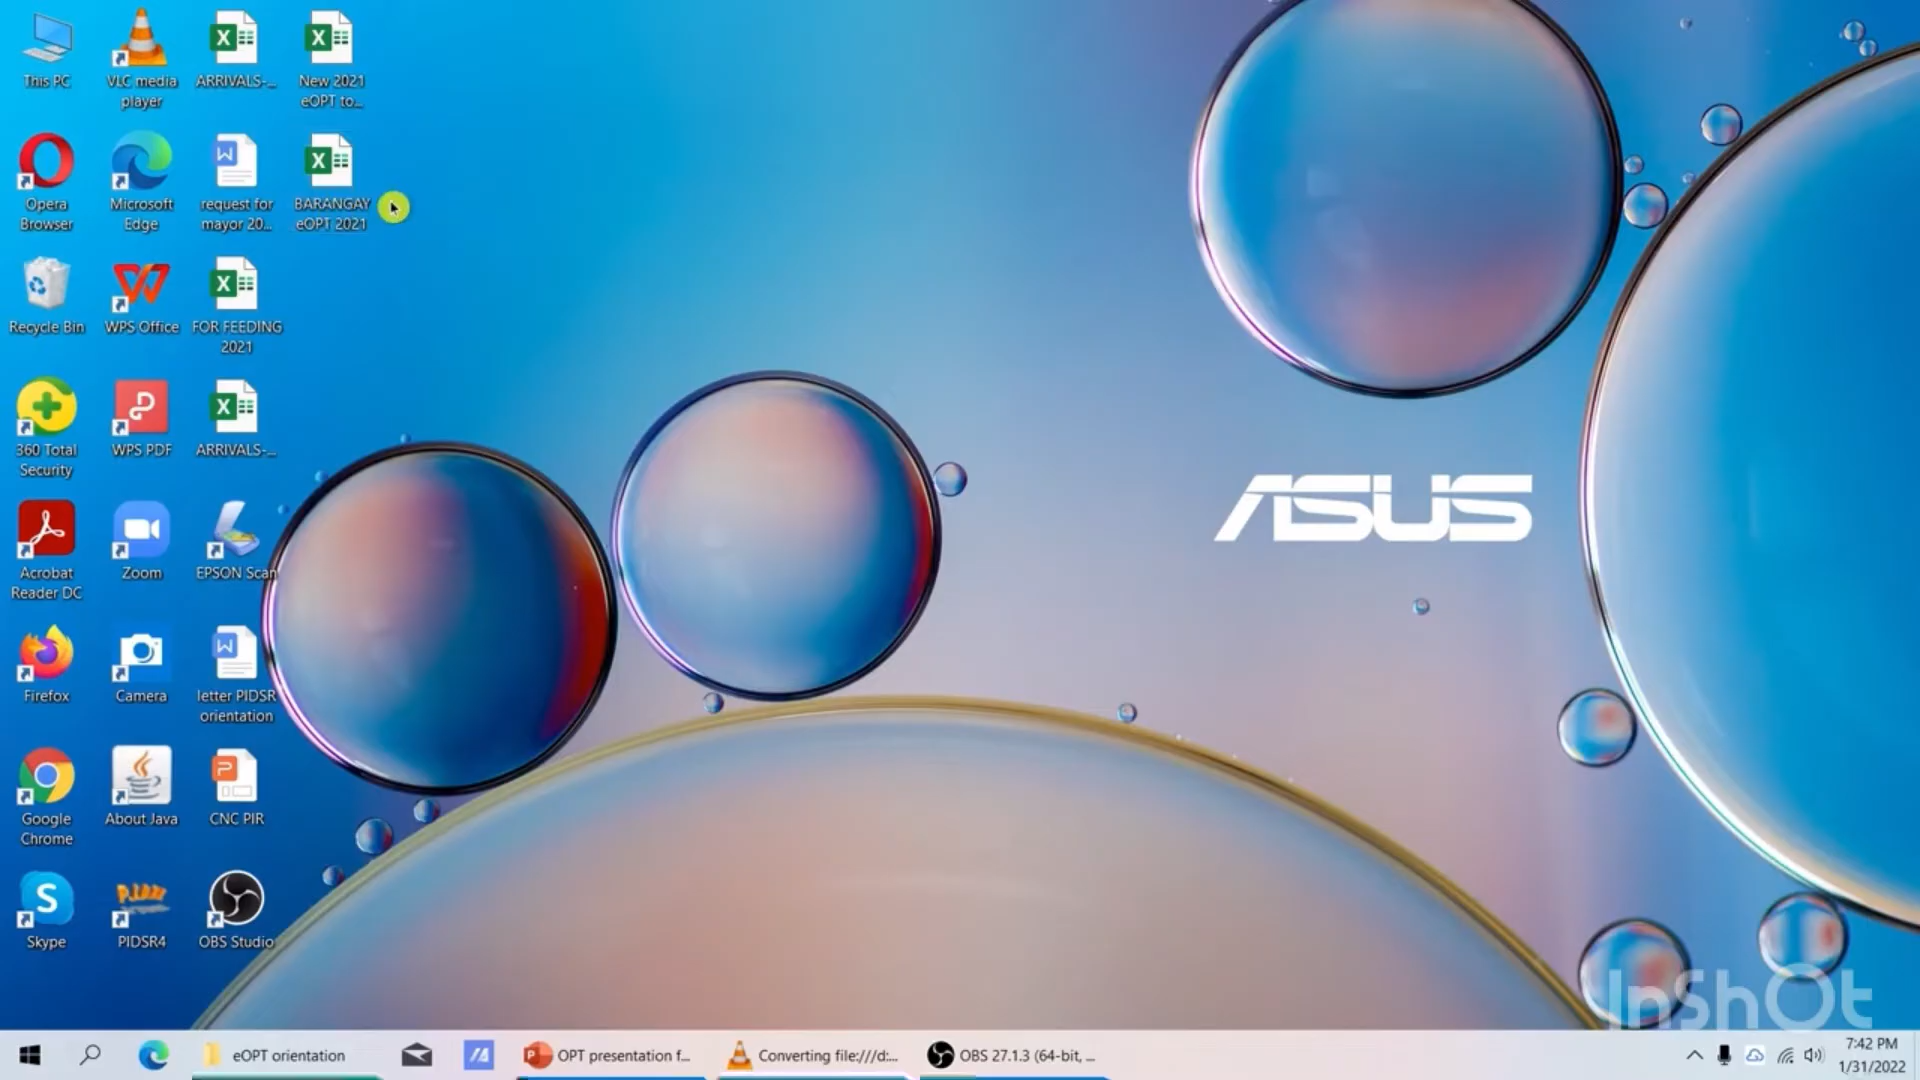 This PC
VLC media
player
ARRIVALS-...
New 2021
eOPT to...
Opera
Browser
Microsoft
Edge
request for
mayor 20...
BARANGAY
eOPT 2021
Recycle Bin
WPS Office
FOR FEEDING
2021
360 Total
Security
WPS PDF
ARRIVALS-...
Acrobat
Reader DC
Zoom
EPSON Scan
Firefox
Camera
letter PIDSR
orientation
Google
Chrome
About Java
CNC PIR
Skype
PIDSR4
OBS Studio
ASUS
InShOt
eOPT orientation
OPT presentation f...
Converting file:///d:...
OBS 27.1.3 (64-bit, ...
7:42 PM
1/31/2022